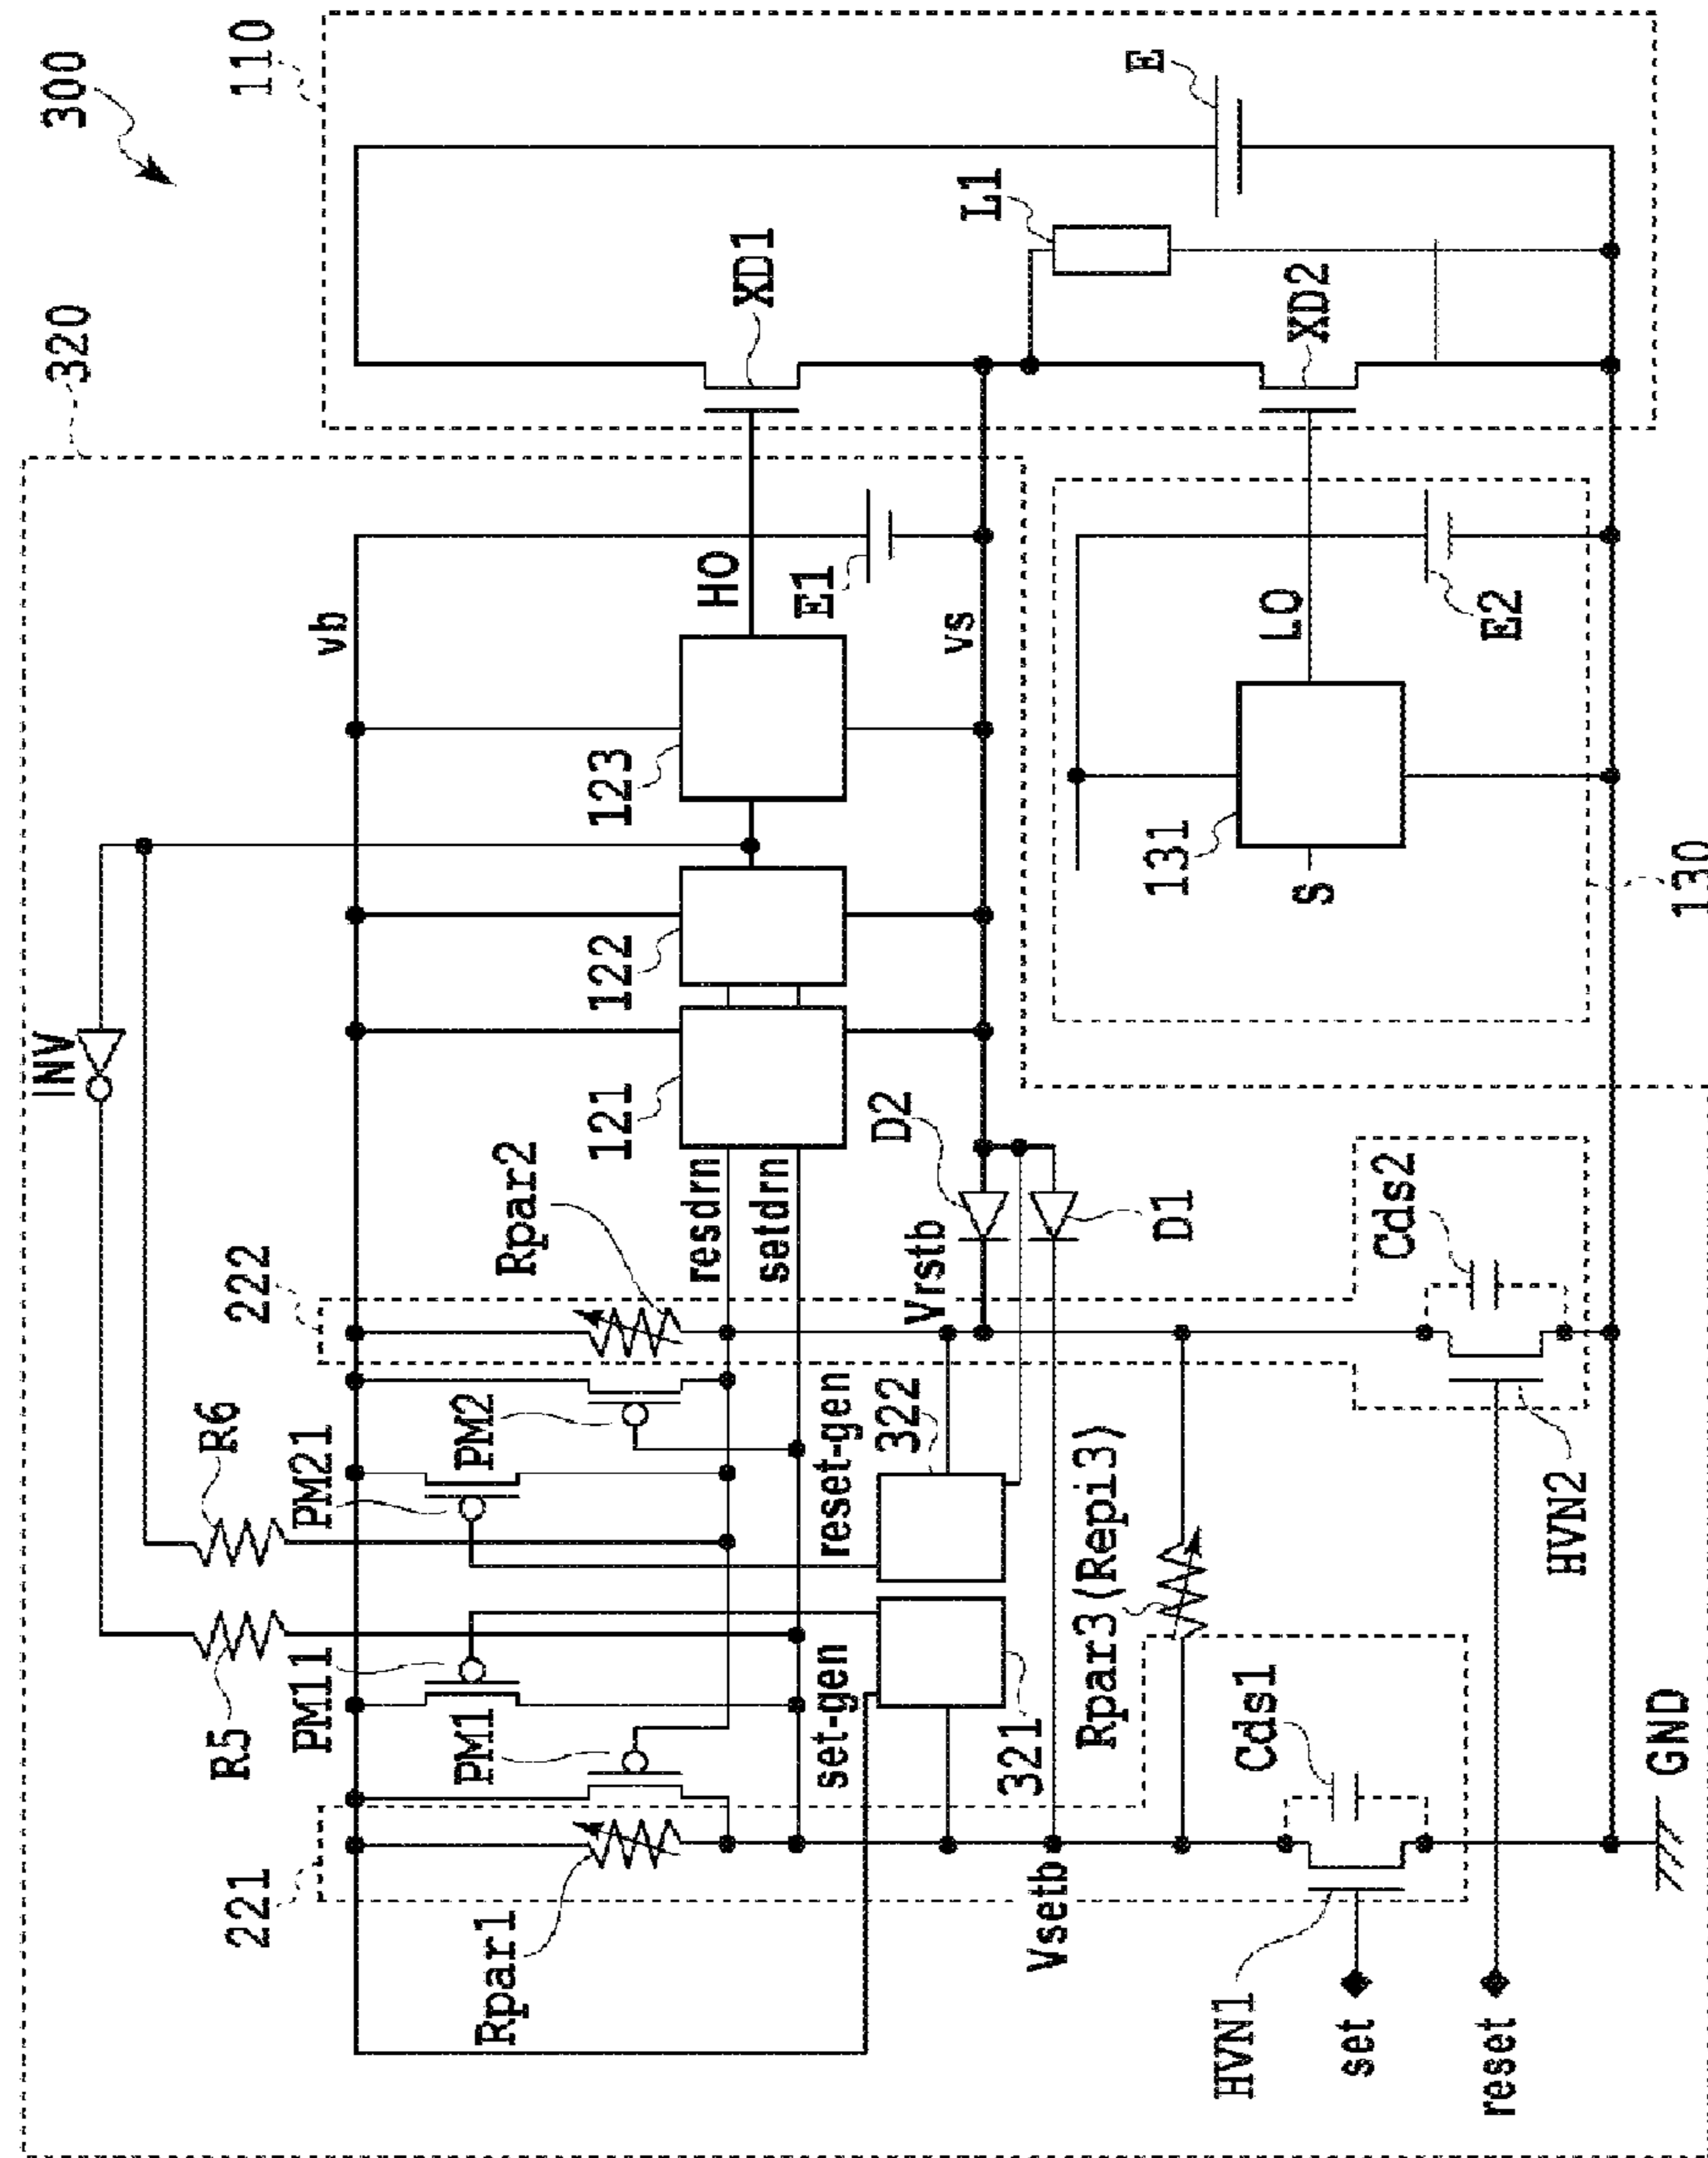 300
320
110
vb
INV
R6
R5
PM21
PM2
PM11
PM1
222
221
Rpar2
Rpar1
resdrn
setdrn
121
122
123
HO
XD1
E
E1
L1
vs
XD2
reset-gen
set-gen
322
321
Vrstb
D2
D1
Vsetb
Rpar3(Repi3)
131
S
LO
E2
130
Cds2
Cds1
HVN2
HVN1
set
reset
GND